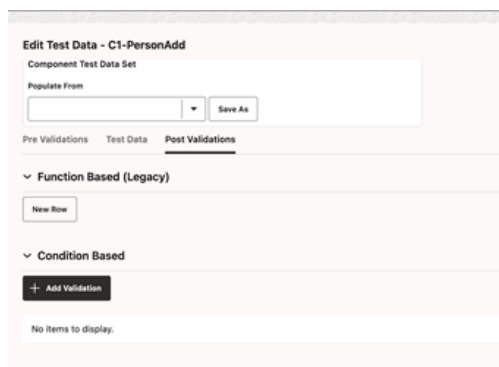 Edit Test Data - C1-PersonAdd
Component Test Data Set
Populate From
Save As
Pre Validations Test Data Post Validations
Function Based (Legacy)
New Row
Condition Based
+ Add Validation
No items to display.